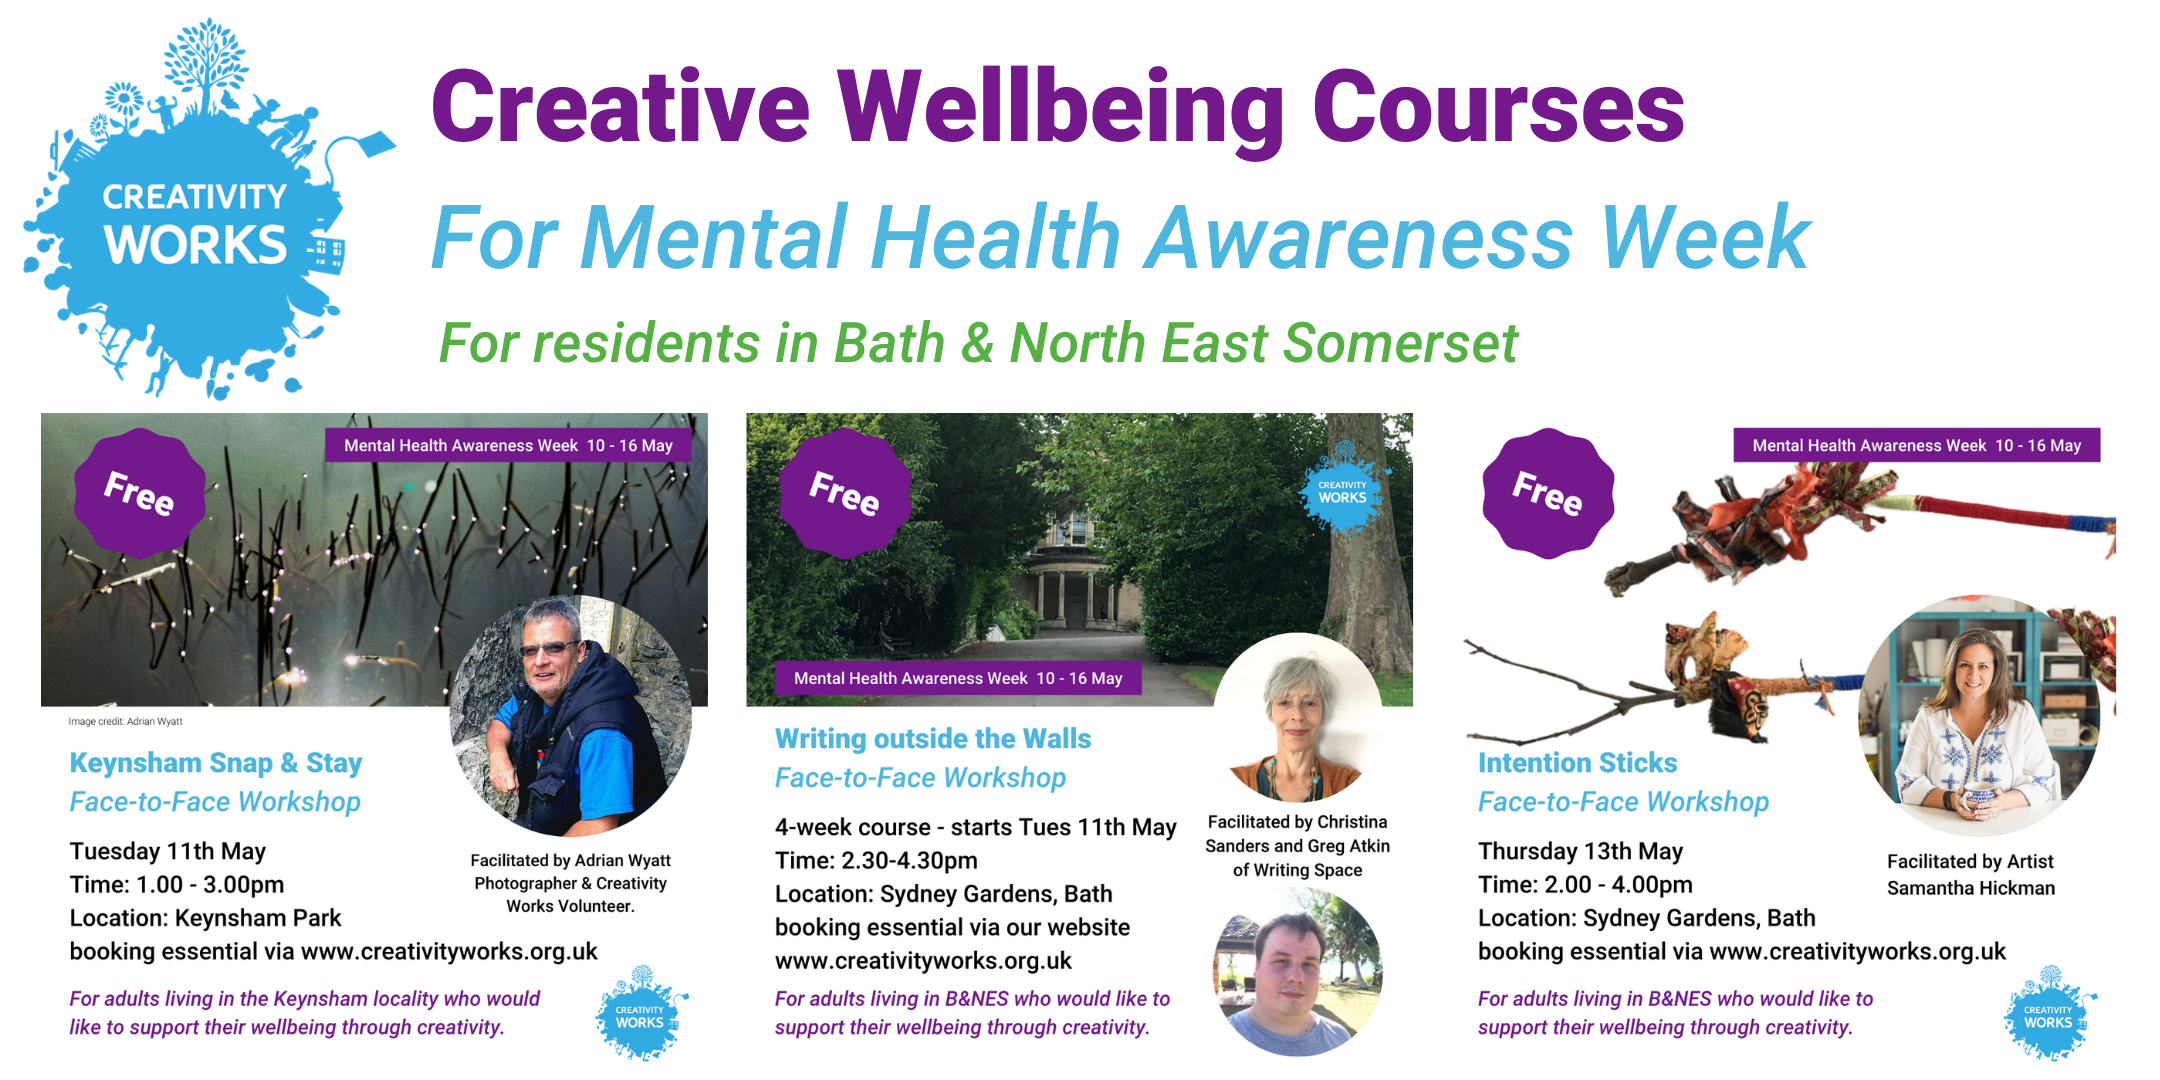 CREATIVITY
WORKS
Creative Wellbeing Courses
For Mental Health Awareness Week
For residents in Bath & North East Somerset
Free
Mental Health Awareness Week 10 - 16 May
Image credit: Adrian Wyatt
Keynsham Snap & Stay
Face-to-Face Workshop
Tuesday 11th May
Time: 1.00 - 3.00pm
Location: Keynsham Park
booking essential via www.creativityworks.org.uk
Facilitated by Adrian Wyatt
Photographer & Creativity
Works Volunteer.
For adults living in the Keynsham locality who would
like to support their wellbeing through creativity.
CREATIVITY
WORKS
Free
CREATIVITY
WORKS
Mental Health Awareness Week 10 - 16 May
Writing outside the Walls
Face-to-Face Workshop
4-week course - starts Tues 11th May
Time: 2.30-4.30pm
Location: Sydney Gardens, Bath
booking essential via our website
www.creativityworks.org.uk
Facilitated by Christina
Sanders and Greg Atkin
of Writing Space
For adults living in B&NES who would like to
support their wellbeing through creativity.
Free
Mental Health Awareness Week 10 - 16 May
Intention Sticks
Face-to-Face Workshop
Thursday 13th May
Time: 2.00 - 4.00pm
Location: Sydney Gardens, Bath
booking essential via www.creativityworks.org.uk
Facilitated by Artist
Samantha Hickman
For adults living in B&NES who would like to
support their wellbeing through creativity.
CREATIVITY
WORKS